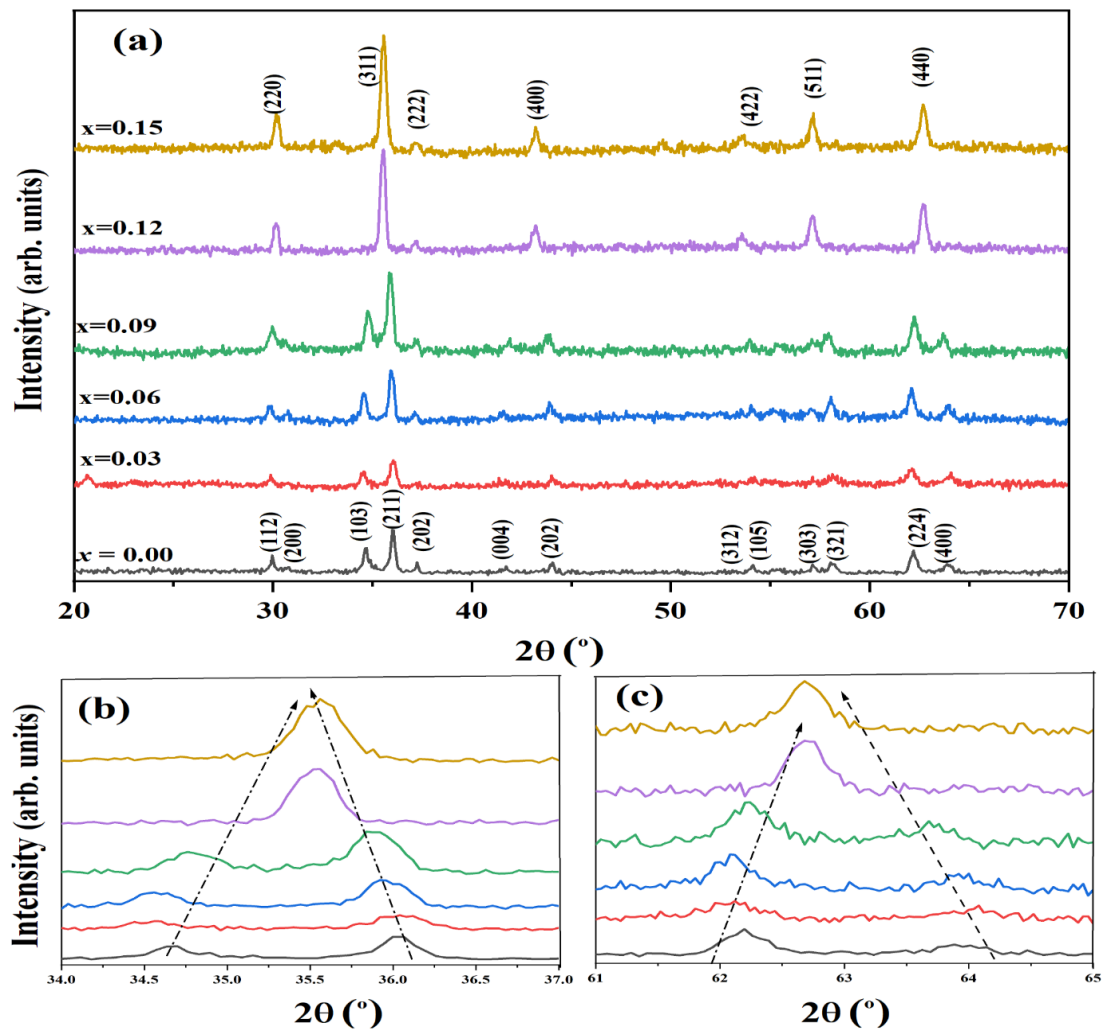 (a)
(220)
(311)
(222)
(400)
(422)
(511)
(440)
x=0.15
x=0.12
x=0.09
x=0.06
x=0.03
x = 0.00
(112)
(200)
(103)
(211)
(202)
(004)
(202)
(312)
(105)
(303)
(321)
(224)
(400)
Intensity (arb. units)
20 30 40 50 60 70
2θ (°)
(b)
Intensity (arb. units)
34.0 34.5 35.0 35.5 36.0 36.5 37.0
2θ (°)
(c)
61 62 63 64 65
2θ (°)